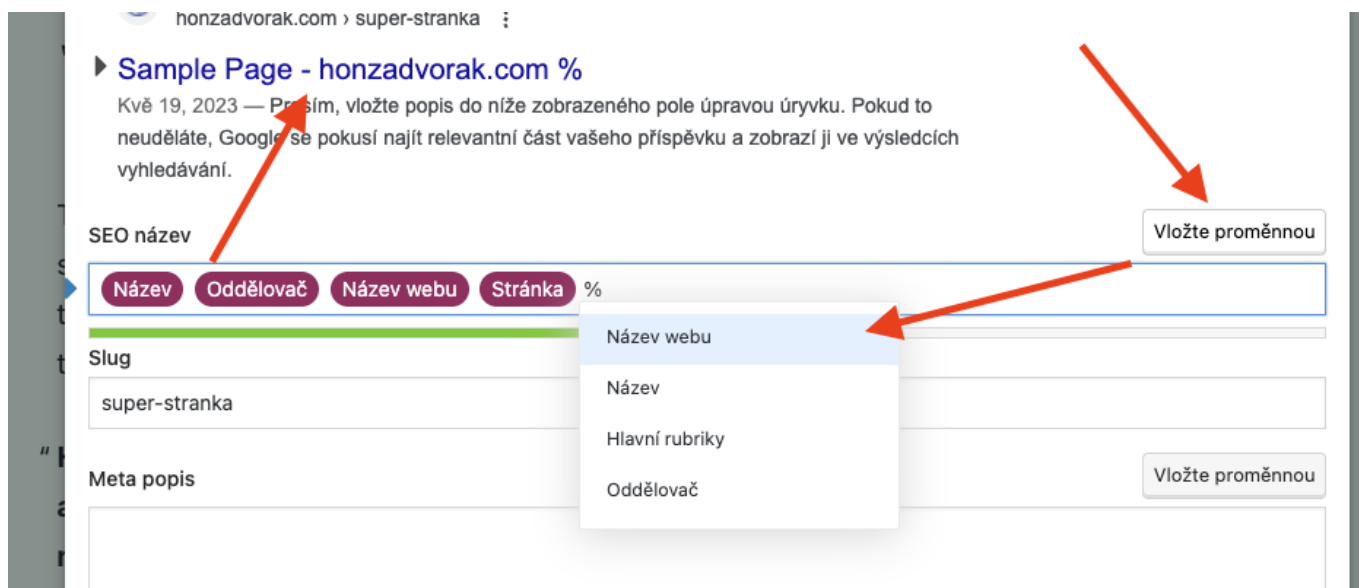 honzadvorak.com › super-stranka
Sample Page - honzadvorak.com %
Kvě 19, 2023 — Prosím, vložte popis do níže zobrazeného pole úpravou úryvku. Pokud to
neuděláte, Google se pokusí najít relevantní část vašeho příspěvku a zobrazí ji ve výsledcích
vyhledávání.
SEO název
Vložte proměnnou
Název Oddělovač Název webu Stránka %
Název webu
Slug
super-stranka
Název
Hlavní rubriky
Meta popis
Vložte proměnnou
Oddělovač